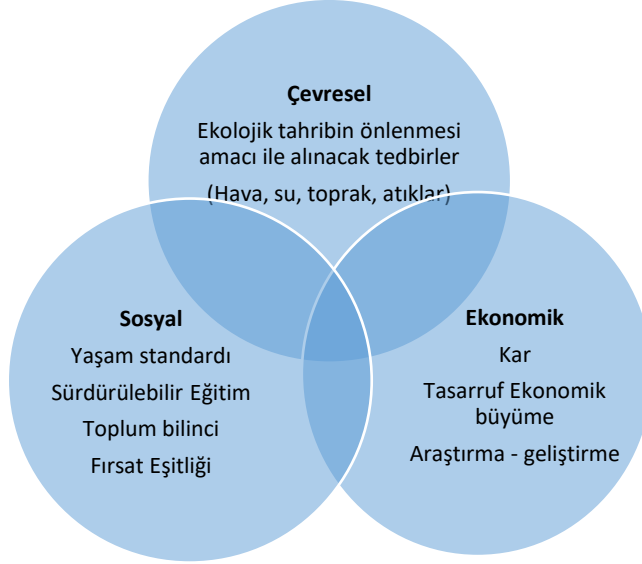 Çevresel
Ekolojik tahribin önlenmesi
amacı ile alınacak tedbirler
(Hava, su, toprak, atıklar)
Sosyal
Yaşam standardı
Sürdürülebilir Eğitim
Toplum bilinci
Fırsat Eşitliği
Ekonomik
Kar
Tasarruf Ekonomik
büyüme
Araştırma - geliştirme